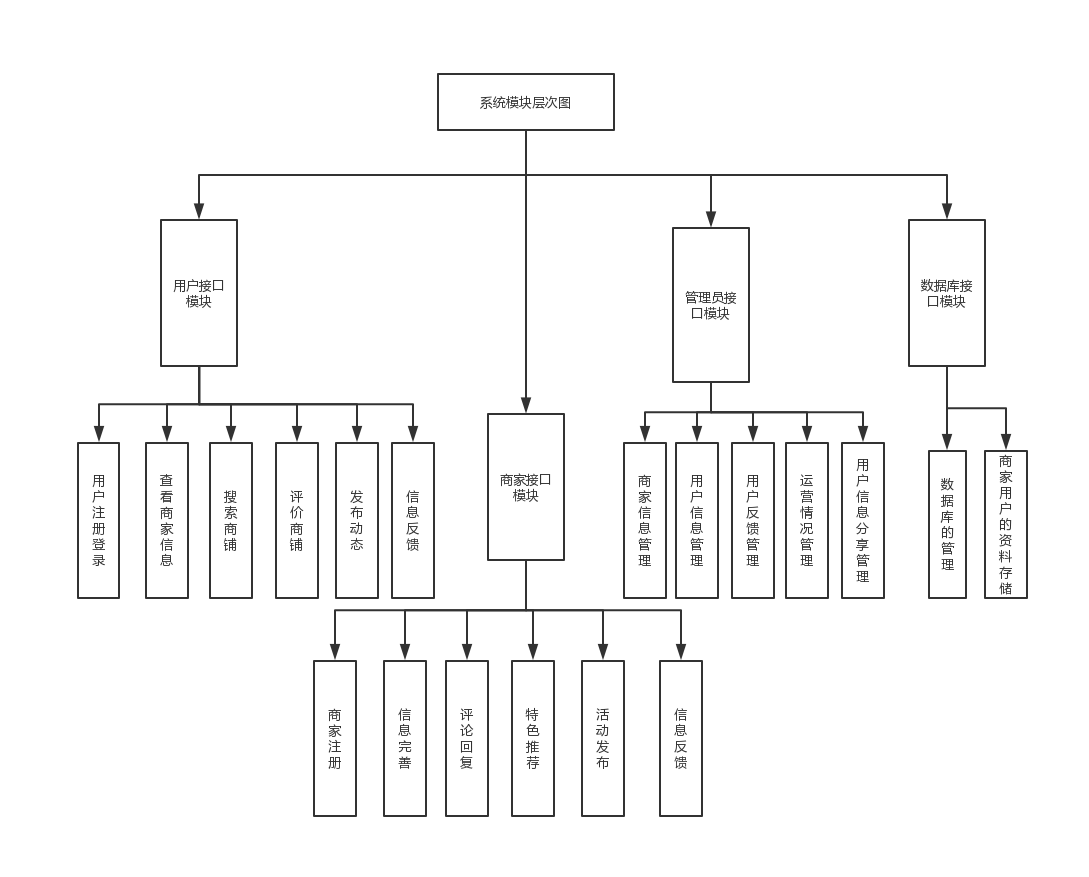 系统模块层次图
用户接口
模块
管理员接
口模块
数据库接
口模块
商家接口
模块
用户注册登录
查看商家信息
搜索商铺
评价商铺
发布动态
信息反馈
商家信息管理
用户信息管理
用户反馈管理
运营情况管理
用户信息分享管理
数据库的管理
商家用户的资料存储
商家注册
信息完善
评论回复
特色推荐
活动发布
信息反馈